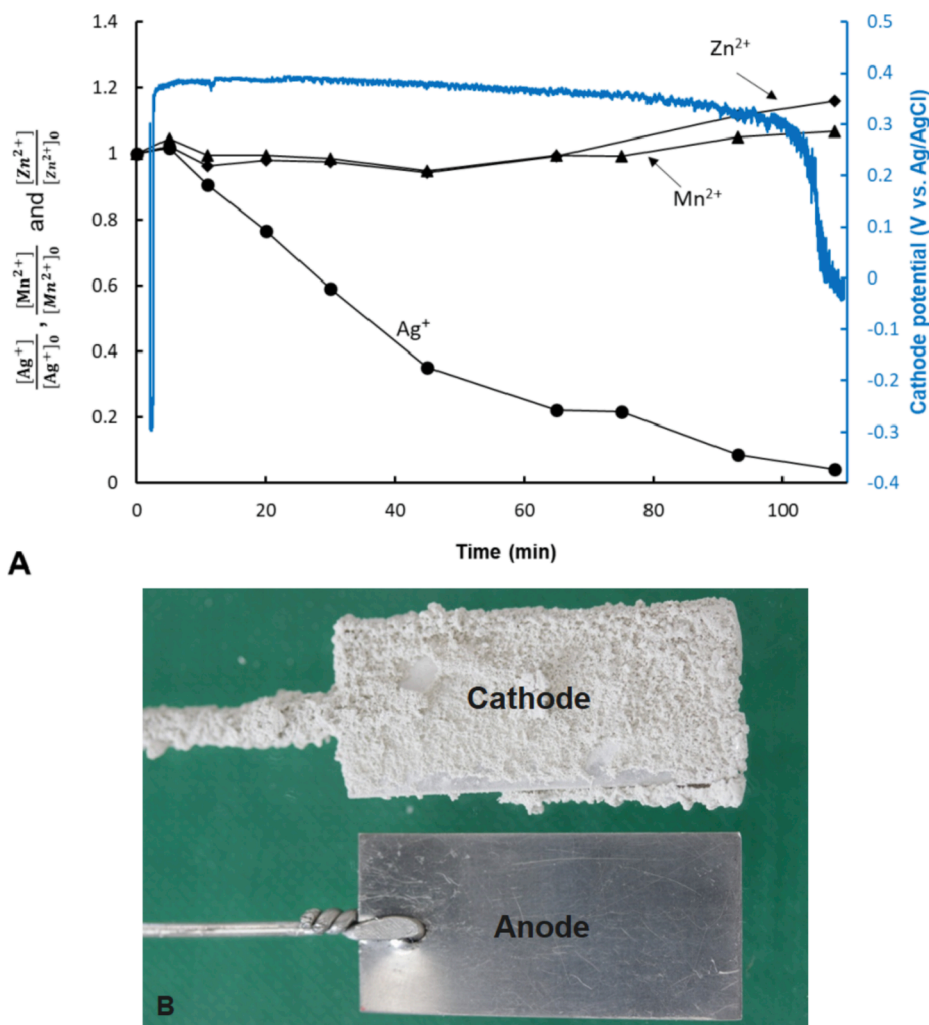 1.4
1.2
1
0.8
0.6
0.4
0.2
0
0.5
0.4
0.3
0.2
0.1
0
-0.1
-0.2
-0.3
-0.4
0 20 40 60 80 100
[Ag⁺]/[Ag⁺]₀ , [Mn²⁺]/[Mn²⁺]₀ and [Zn²⁺]/[Zn²⁺]₀
Cathode potential (V vs. Ag/AgCl)
Zn²⁺
Mn²⁺
Ag⁺
Time (min)
A
Cathode
Anode
B